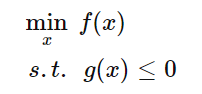 min f(x)
x
s.t. g(x) ≤ 0